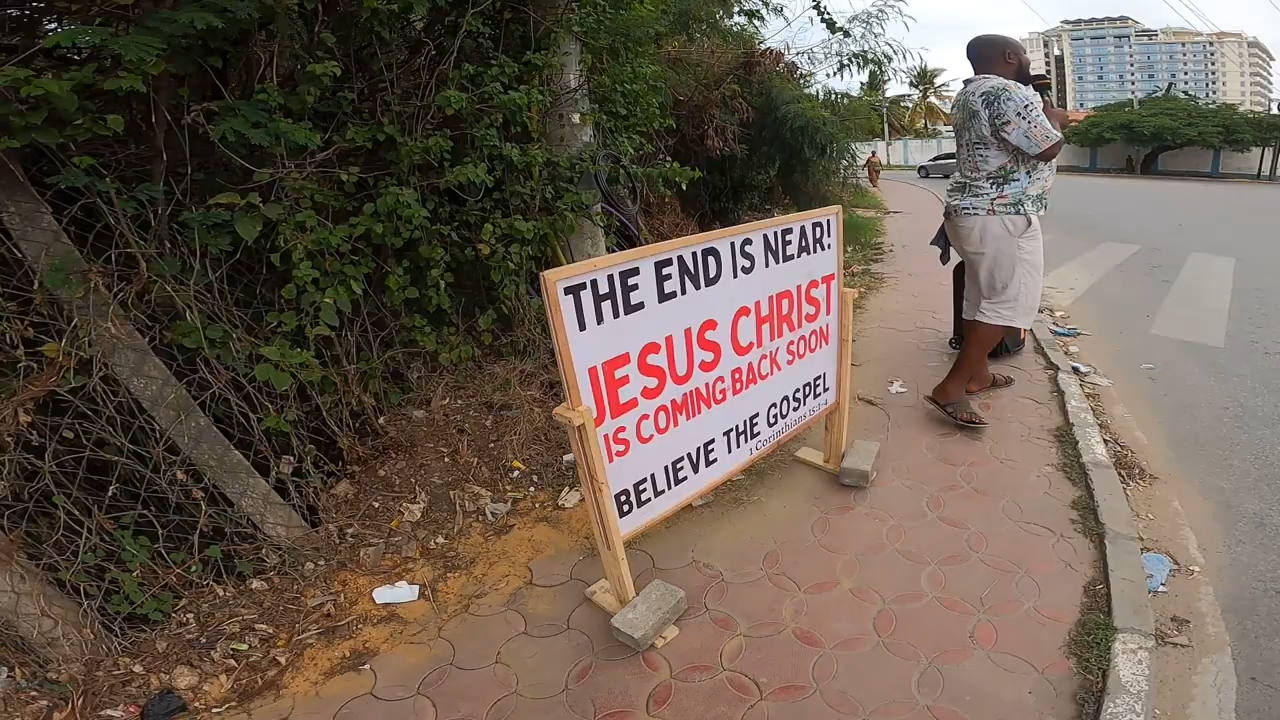 THE END IS NEAR!
JESUS CHRIST
IS COMING BACK SOON
BELIEVE THE GOSPEL
1 Corinthians 15:1-4